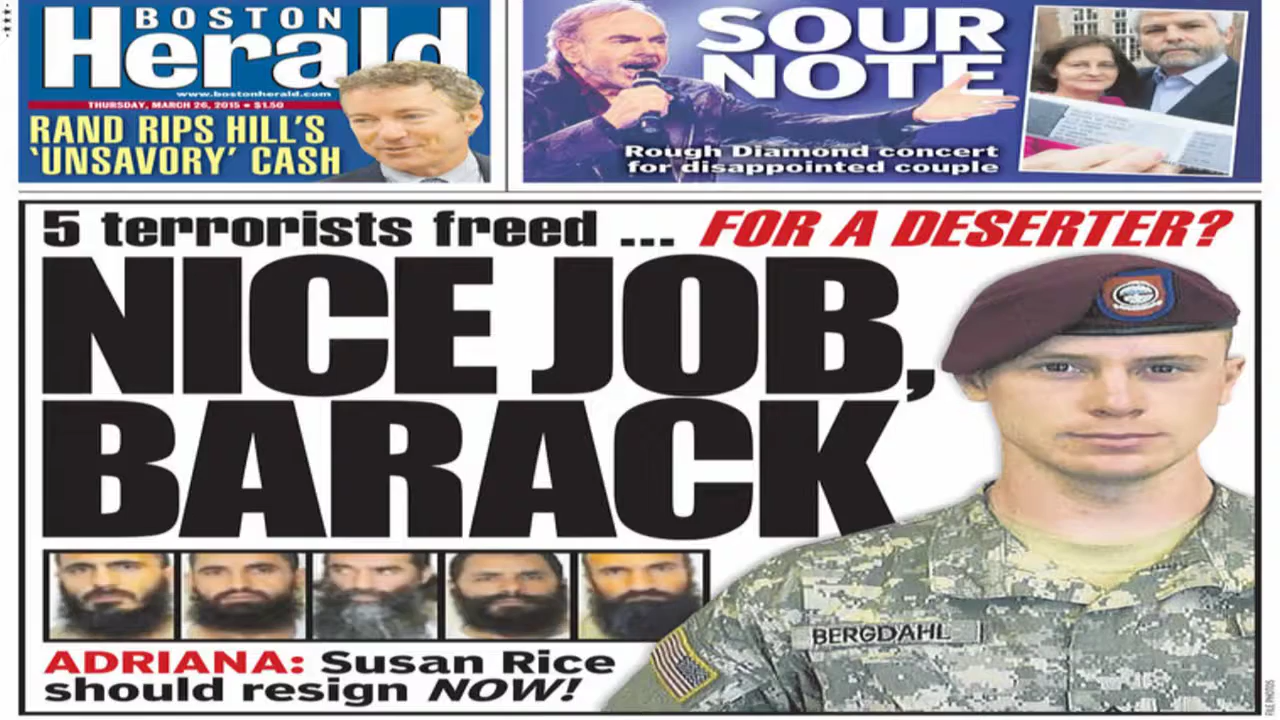 BOSTON
Herald
www.bostonherald.com
THURSDAY, MARCH 26, 2015 • $1.50
RAND RIPS HILL'S
'UNSAVORY' CASH
SOUR
NOTE
Rough Diamond concert
for disappointed couple
5 terrorists freed ... FOR A DESERTER?
NICE JOB,
BARACK
BERGDAHL
ADRIANA: Susan Rice
should resign NOW!
FILE PHOTOS